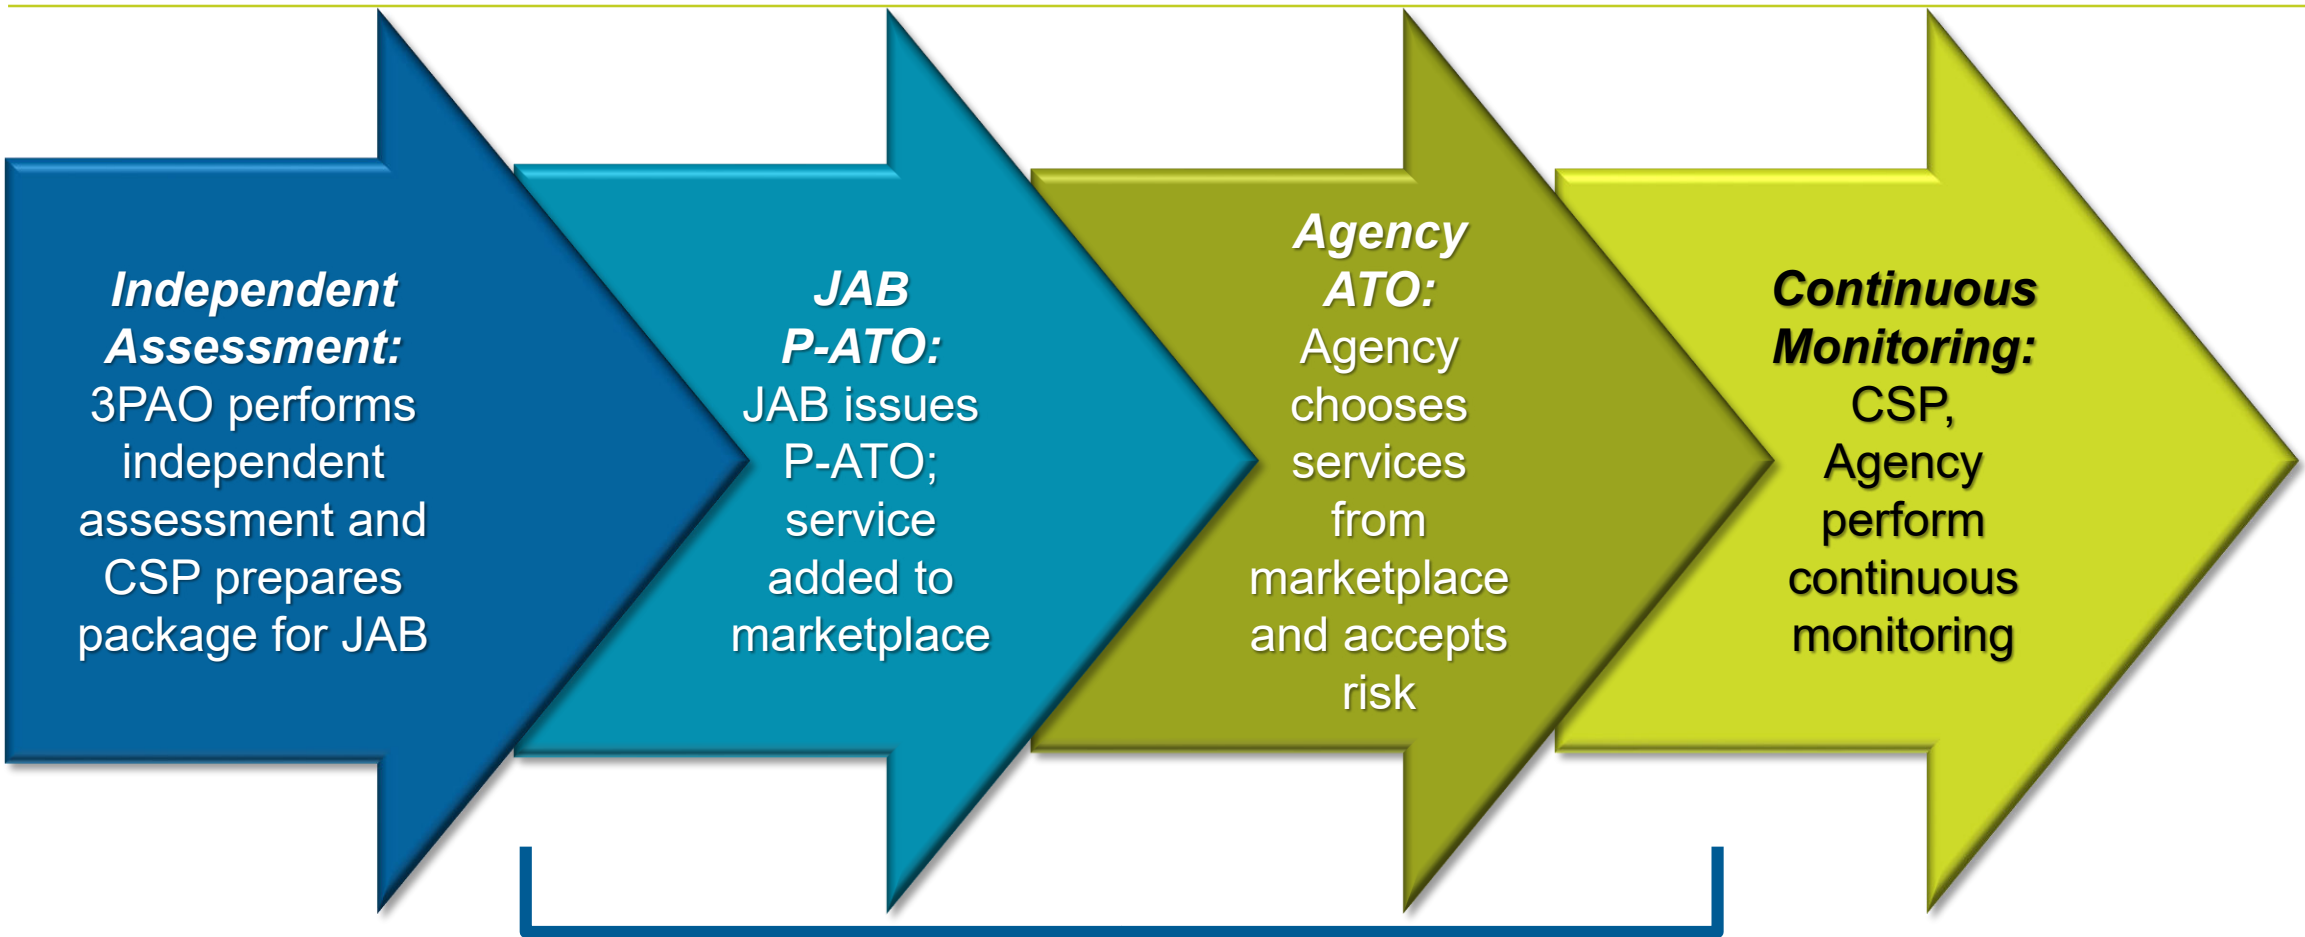 Independent
Assessment:
3PAO performs
independent
assessment and
CSP prepares
package for JAB
JAB
P-ATO:
JAB issues
P-ATO;
service
added to
marketplace
Agency
ATO:
Agency
chooses
services
from
marketplace
and accepts
risk
Continuous
Monitoring:
CSP,
Agency
perform
continuous
monitoring